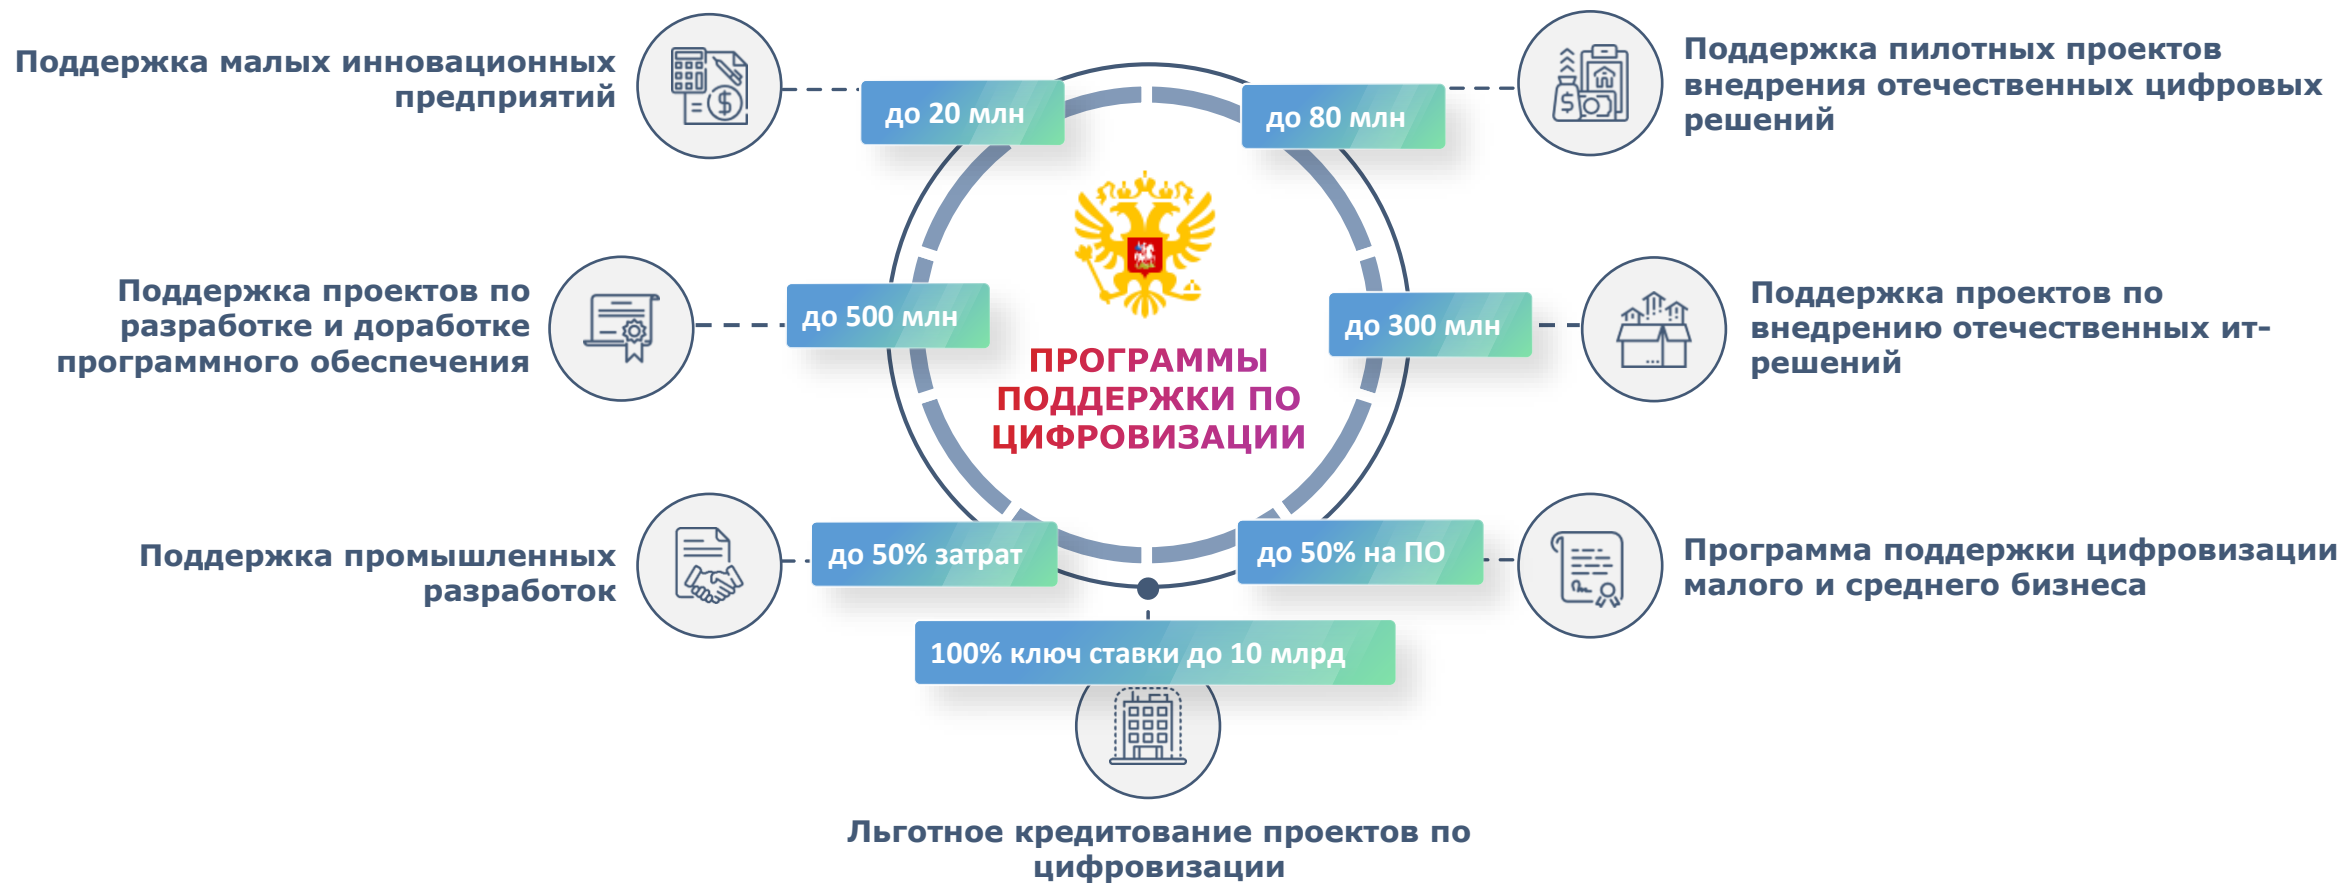 Поддержка малых инновационных
предприятий
до 20 млн
до 80 млн
Поддержка пилотных проектов
внедрения отечественных цифровых
решений
Поддержка проектов по
разработке и доработке
программного обеспечения
до 500 млн
ПРОГРАММЫ
ПОДДЕРЖКИ ПО
ЦИФРОВИЗАЦИИ
до 300 млн
Поддержка проектов по
внедрению отечественных ит-
решений
Поддержка промышленных
разработок
до 50% затрат
до 50% на ПО
Программа поддержки цифровизации
малого и среднего бизнеса
100% ключ ставки до 10 млрд
Льготное кредитование проектов по
цифровизации